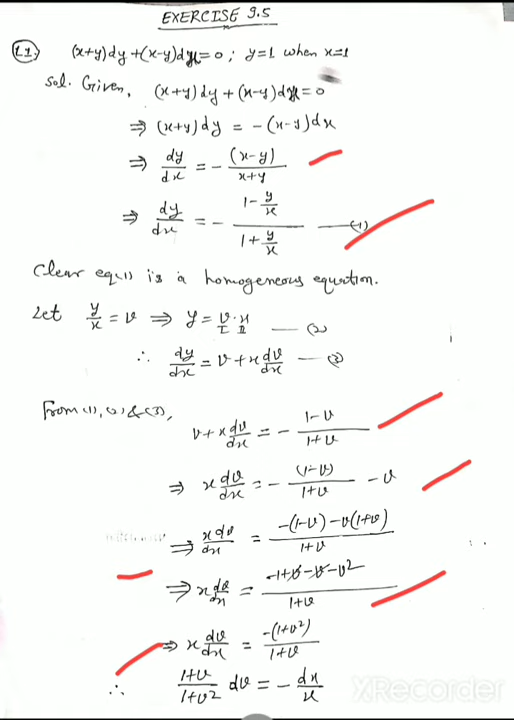 EXERCISE 9.5
11. (x+y)dy+(x-y)dx=0; y=1 when x=1
Sol. Given, (x+y)dy+(x-y)dx=0
⇒ (x+y)dy = -(x-y)dx
⇒ dy/dx = - (x-y)/(x+y)
⇒ dy/dx = - (1-y/x)/(1+y/x) —(1)
Clear eq(1) is a homogeneous equation.
Let y/x = v ⇒ y = v·x —(2)
I II
∴ dy/dx = v+x dv/dx —(3)
From (1), (2) & (3),
v+x dv/dx = - (1-v)/(1+v)
⇒ x dv/dx = - (1-v)/(1+v) - v
⇒ x dv/dx = (-(1-v)-v(1+v))/(1+v)
⇒ x dv/dx = (-1+v-v-v²)/(1+v)
⇒ x dv/dx = -(1+v²)/(1+v)
∴ (1+v)/(1+v²) dv = - dx/x
XRecorder